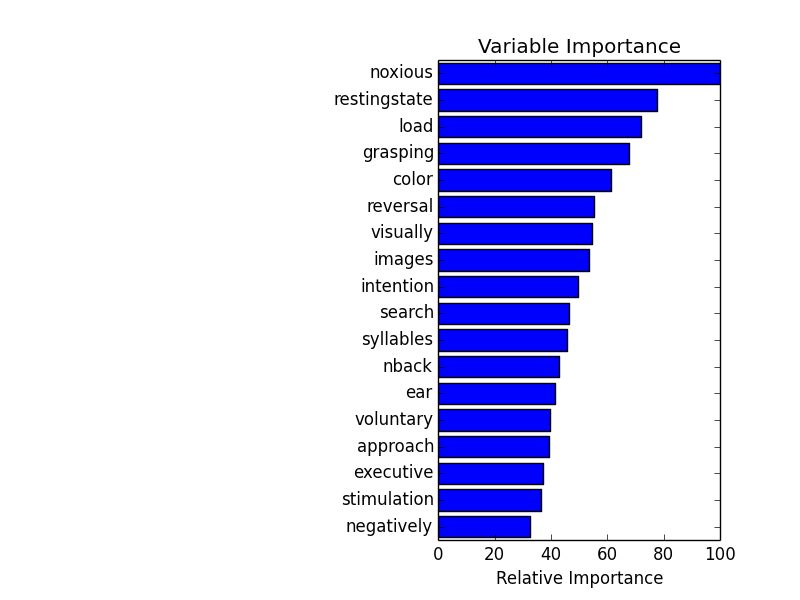 Variable Importance
noxious
restingstate
load
grasping
color
reversal
visually
images
intention
search
syllables
nback
ear
voluntary
approach
executive
stimulation
negatively
0 20 40 60 80 100
Relative Importance